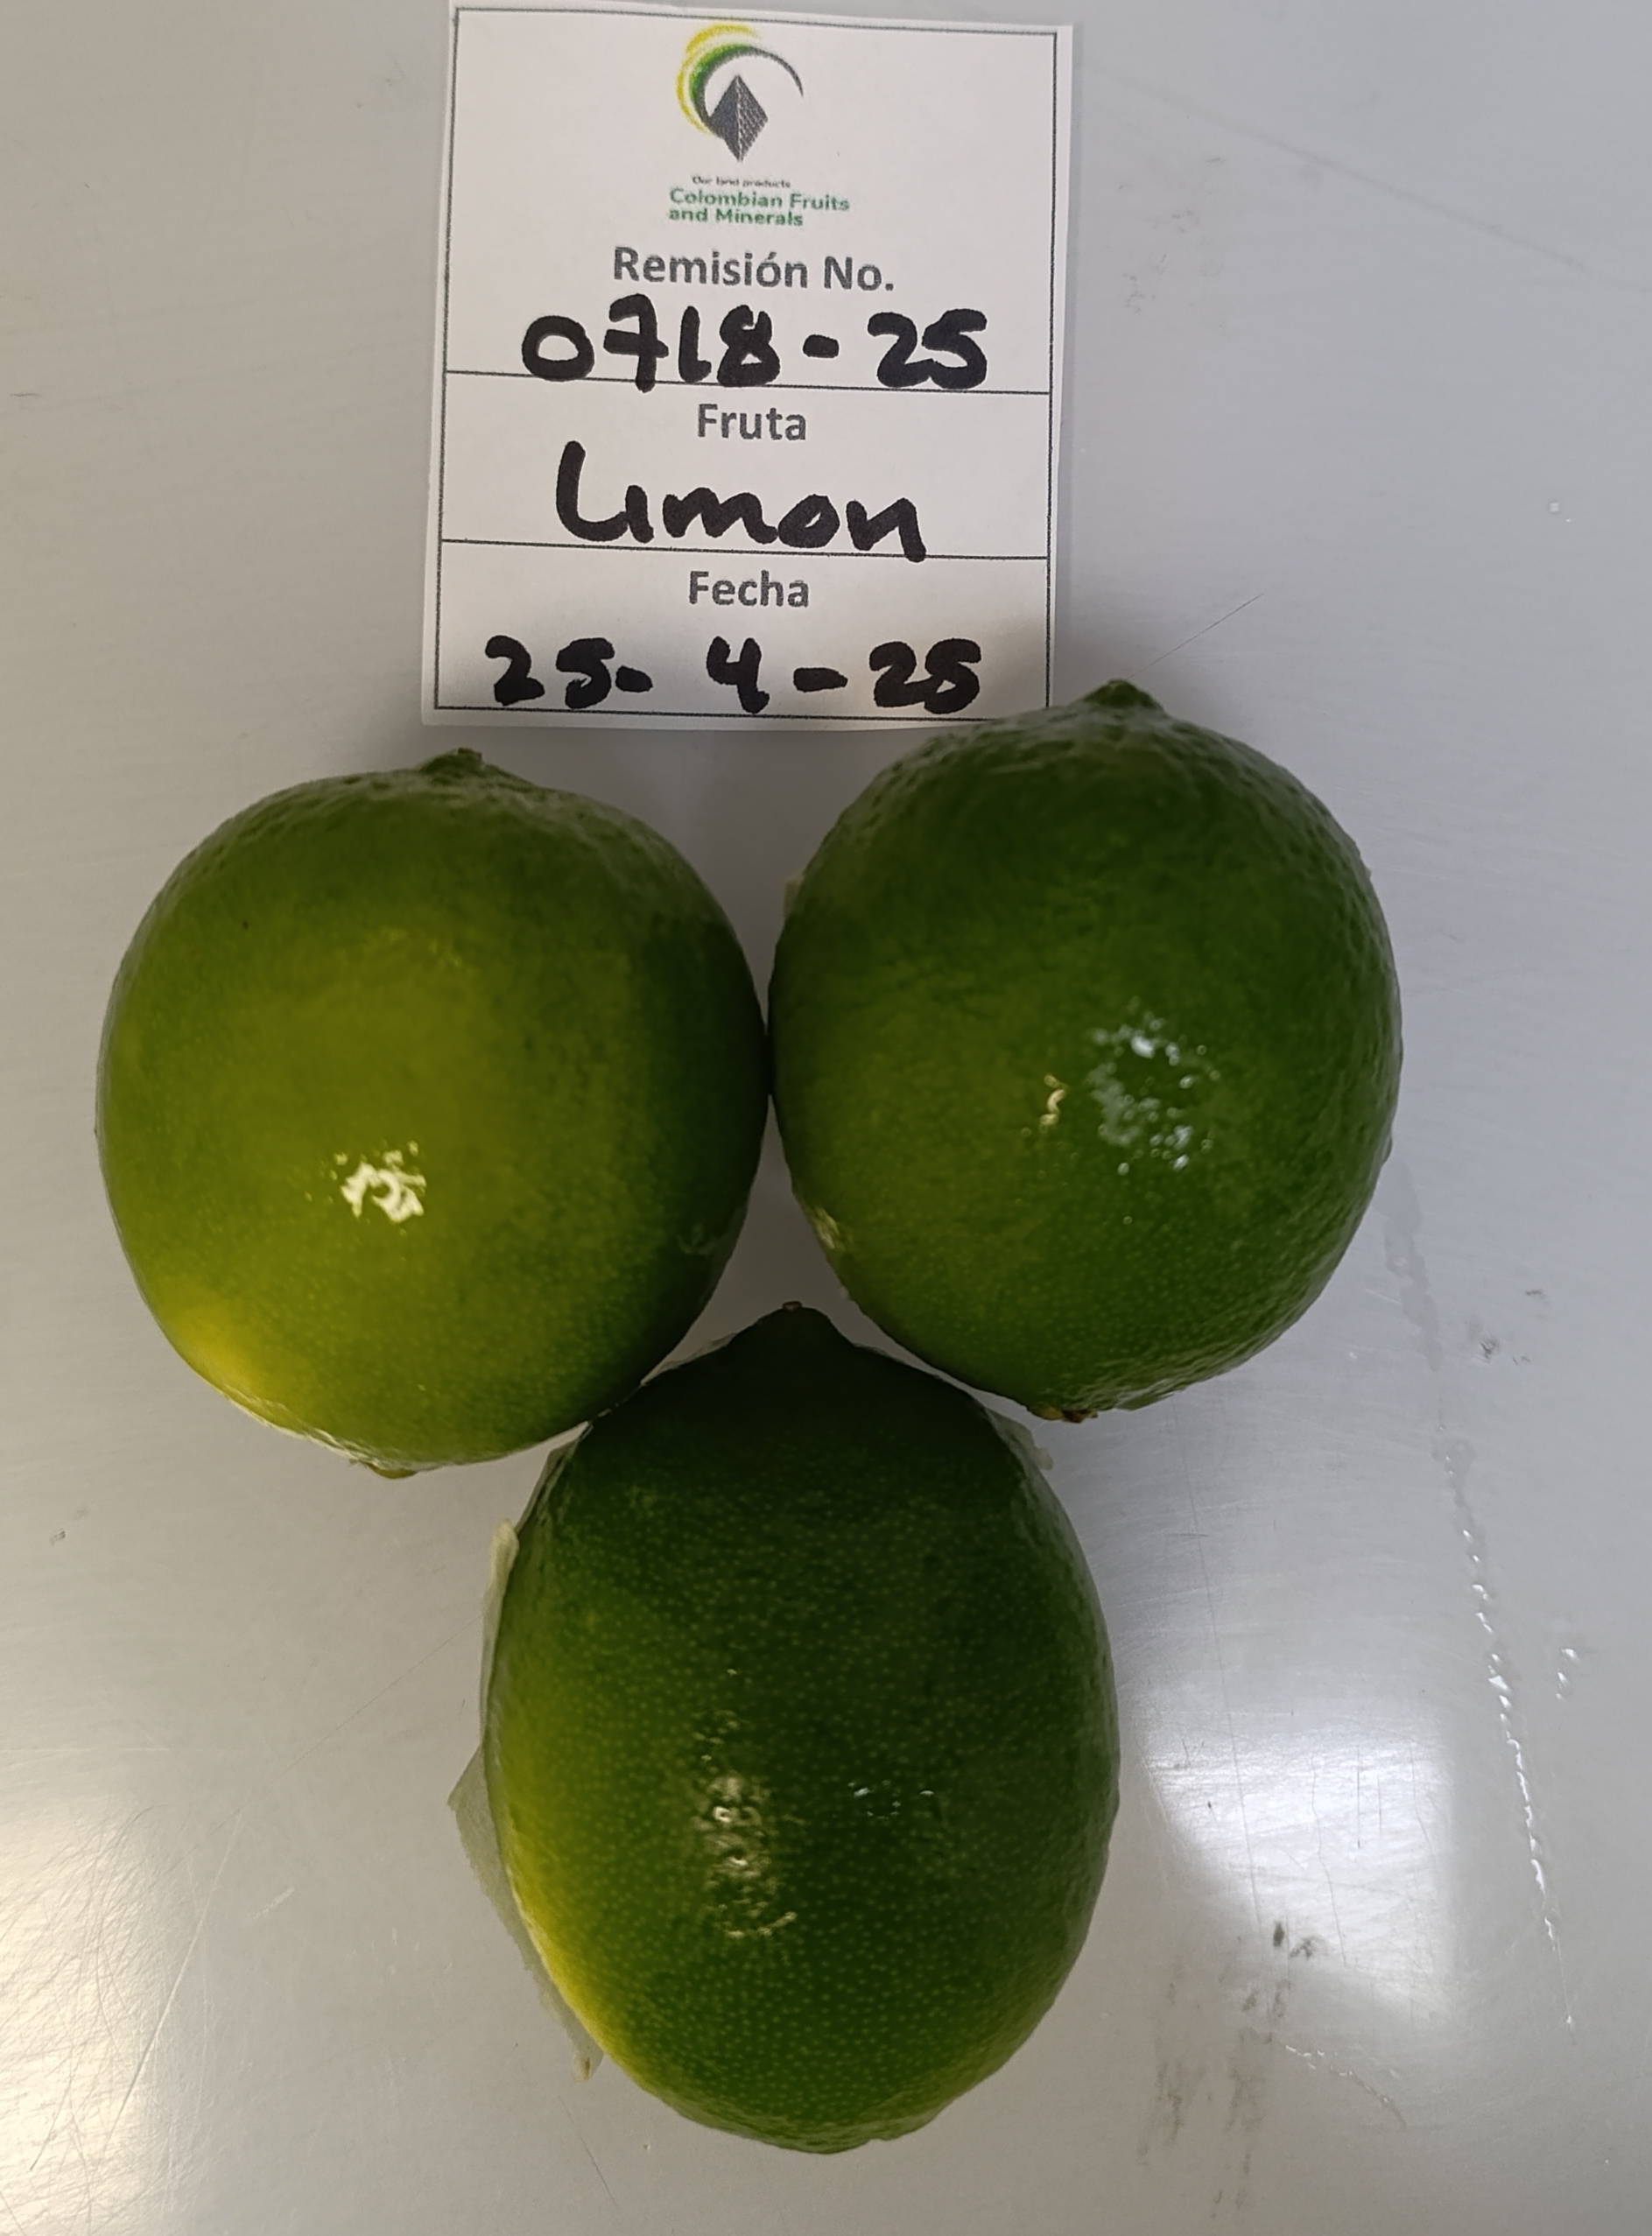 Our land products
Colombian Fruits
and Minerals
Remisión No.
0718-25
Fruta
Limon
Fecha
25-4-25